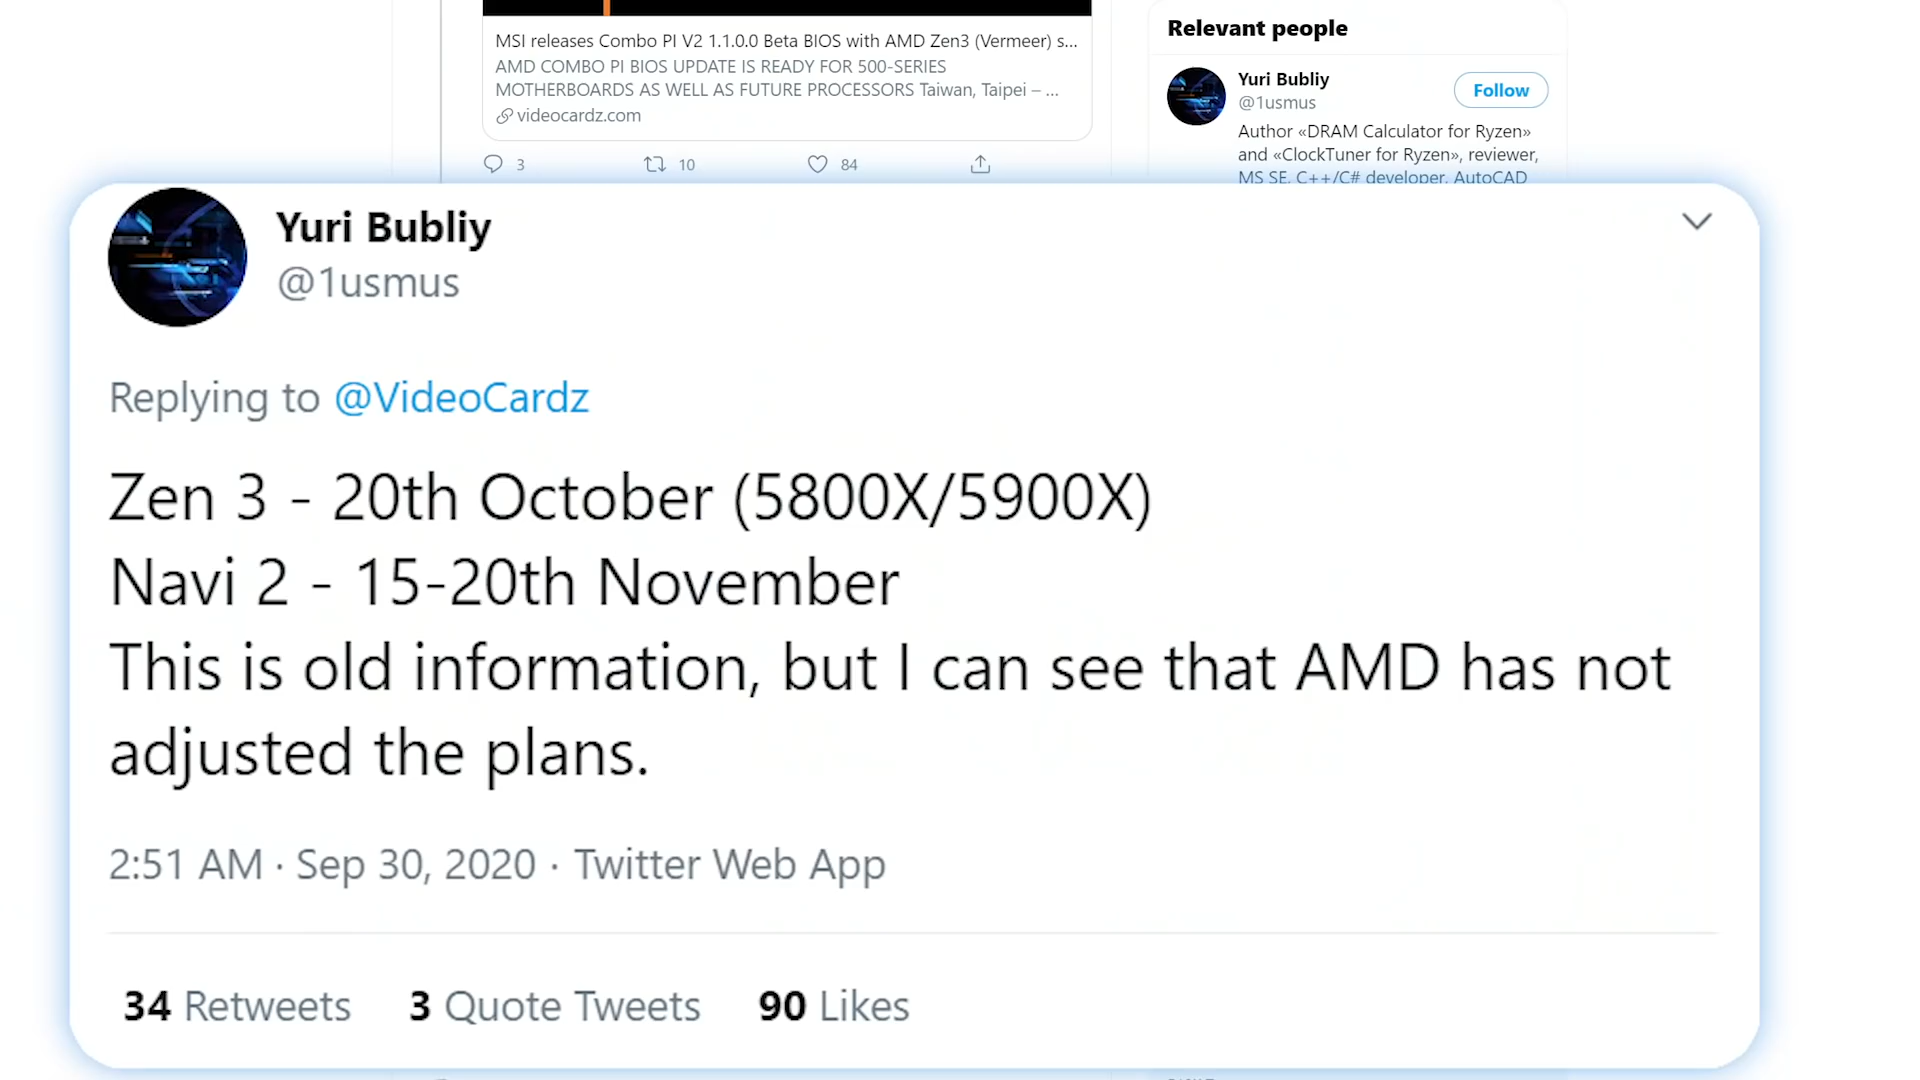 MSI releases Combo PI V2 1.1.0.0 Beta BIOS with AMD Zen3 (Vermeer) s...
AMD COMBO PI BIOS UPDATE IS READY FOR 500-SERIES
MOTHERBOARDS AS WELL AS FUTURE PROCESSORS Taiwan, Taipei – ...
videocardz.com
3 10 84
Relevant people
Yuri Bubliy
@1usmus
Follow
Author «DRAM Calculator for Ryzen»
and «ClockTuner for Ryzen», reviewer,
MS SE, C++/C# developer, AutoCAD
Yuri Bubliy
@1usmus
Replying to @VideoCardz
Zen 3 - 20th October (5800X/5900X)
Navi 2 - 15-20th November
This is old information, but I can see that AMD has not
adjusted the plans.
2:51 AM · Sep 30, 2020 · Twitter Web App
34 Retweets 3 Quote Tweets 90 Likes